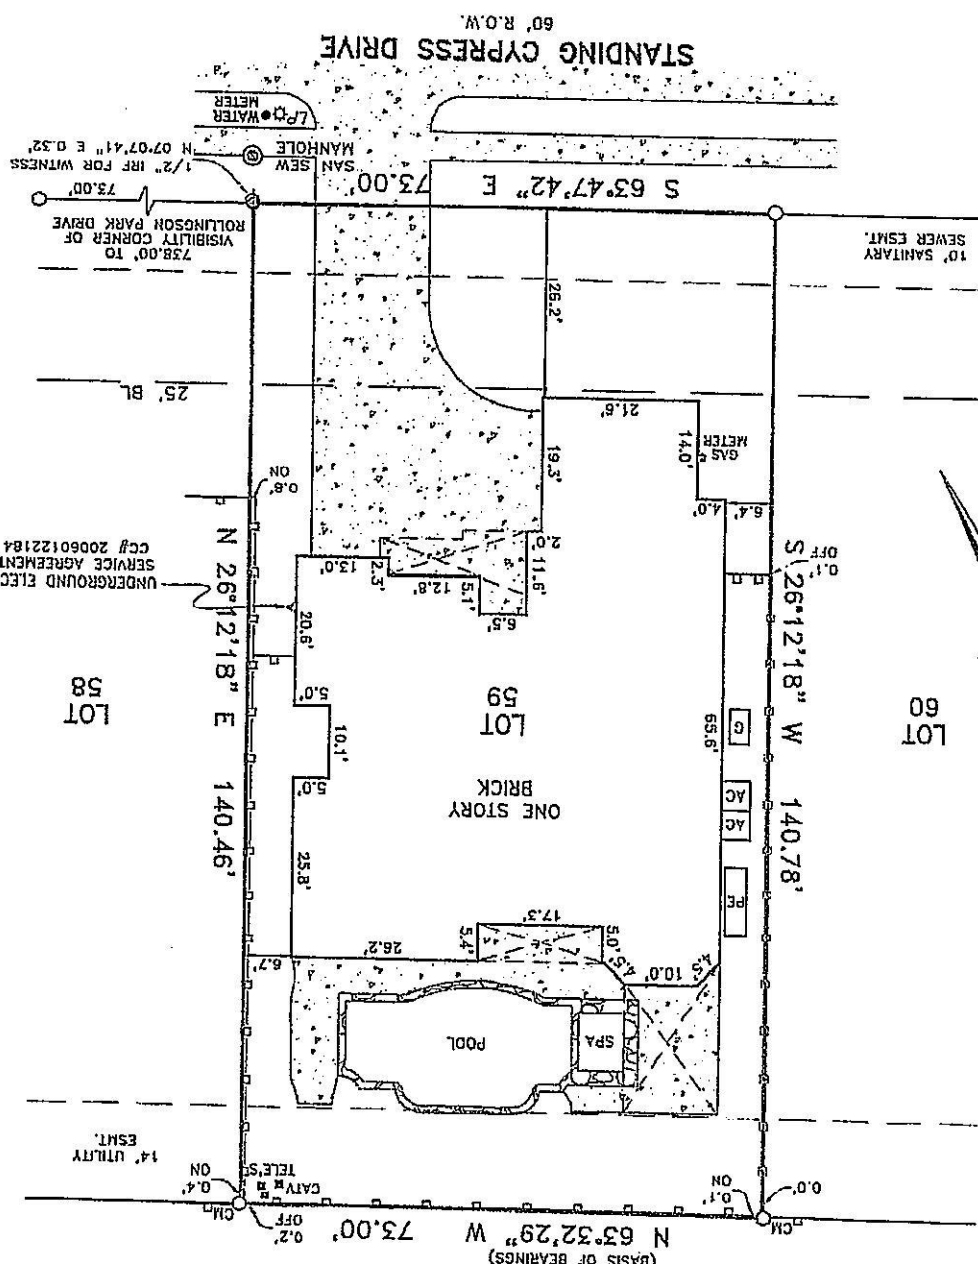 (BASIS OF BEARINGS)
N 63°32'29" W 73.00'
CM
0.0'
0.1'
ON
CATV
TELE'S
0.2'
OFF
CM
0.4'
ON
14' UTILITY
ESMT.
SPA
POOL
4.5'
10.0'
4.5'
5.0'
17.3'
5.4'
26.2'
6.7'
PE
AC
AC
G
ONE STORY
BRICK
25.8'
5.0'
10.1'
5.0'
20.6'
LOT
60
LOT
59
LOT
58
S 26°12'18" W 140.78'
N 26°12'18" E 140.46'
65.6'
UNDERGROUND ELEC
SERVICE AGREEMENT
CC# 20060122184
0.1'
OFF
6.4'
4.0'
6.5'
5.1'
12.8'
2.3'
13.0'
11.6'
2.0'
0.8'
ON
GAS
METER
14.0'
21.6'
19.3'
25' BL
26.2'
10' SANITARY
SEWER ESMT.
738.00' TO
VISIBILITY CORNER OF
ROLLINGSON PARK DRIVE
73.00'
S 63°47'42" E 73.00'
1/2" IRF FOR WITNESS
N 07°07'41" E 0.32'
SAN SEW
MANHOLE
LP
WATER
METER
STANDING CYPRESS DRIVE
60' R.O.W.